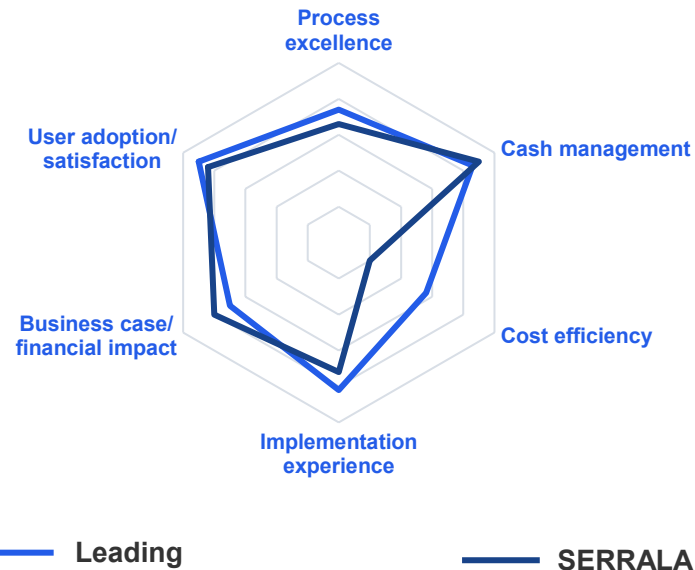 Process
excellence
User adoption/
satisfaction
Cash management
Business case/
financial impact
Cost efficiency
Implementation
experience
Leading
SERRALA